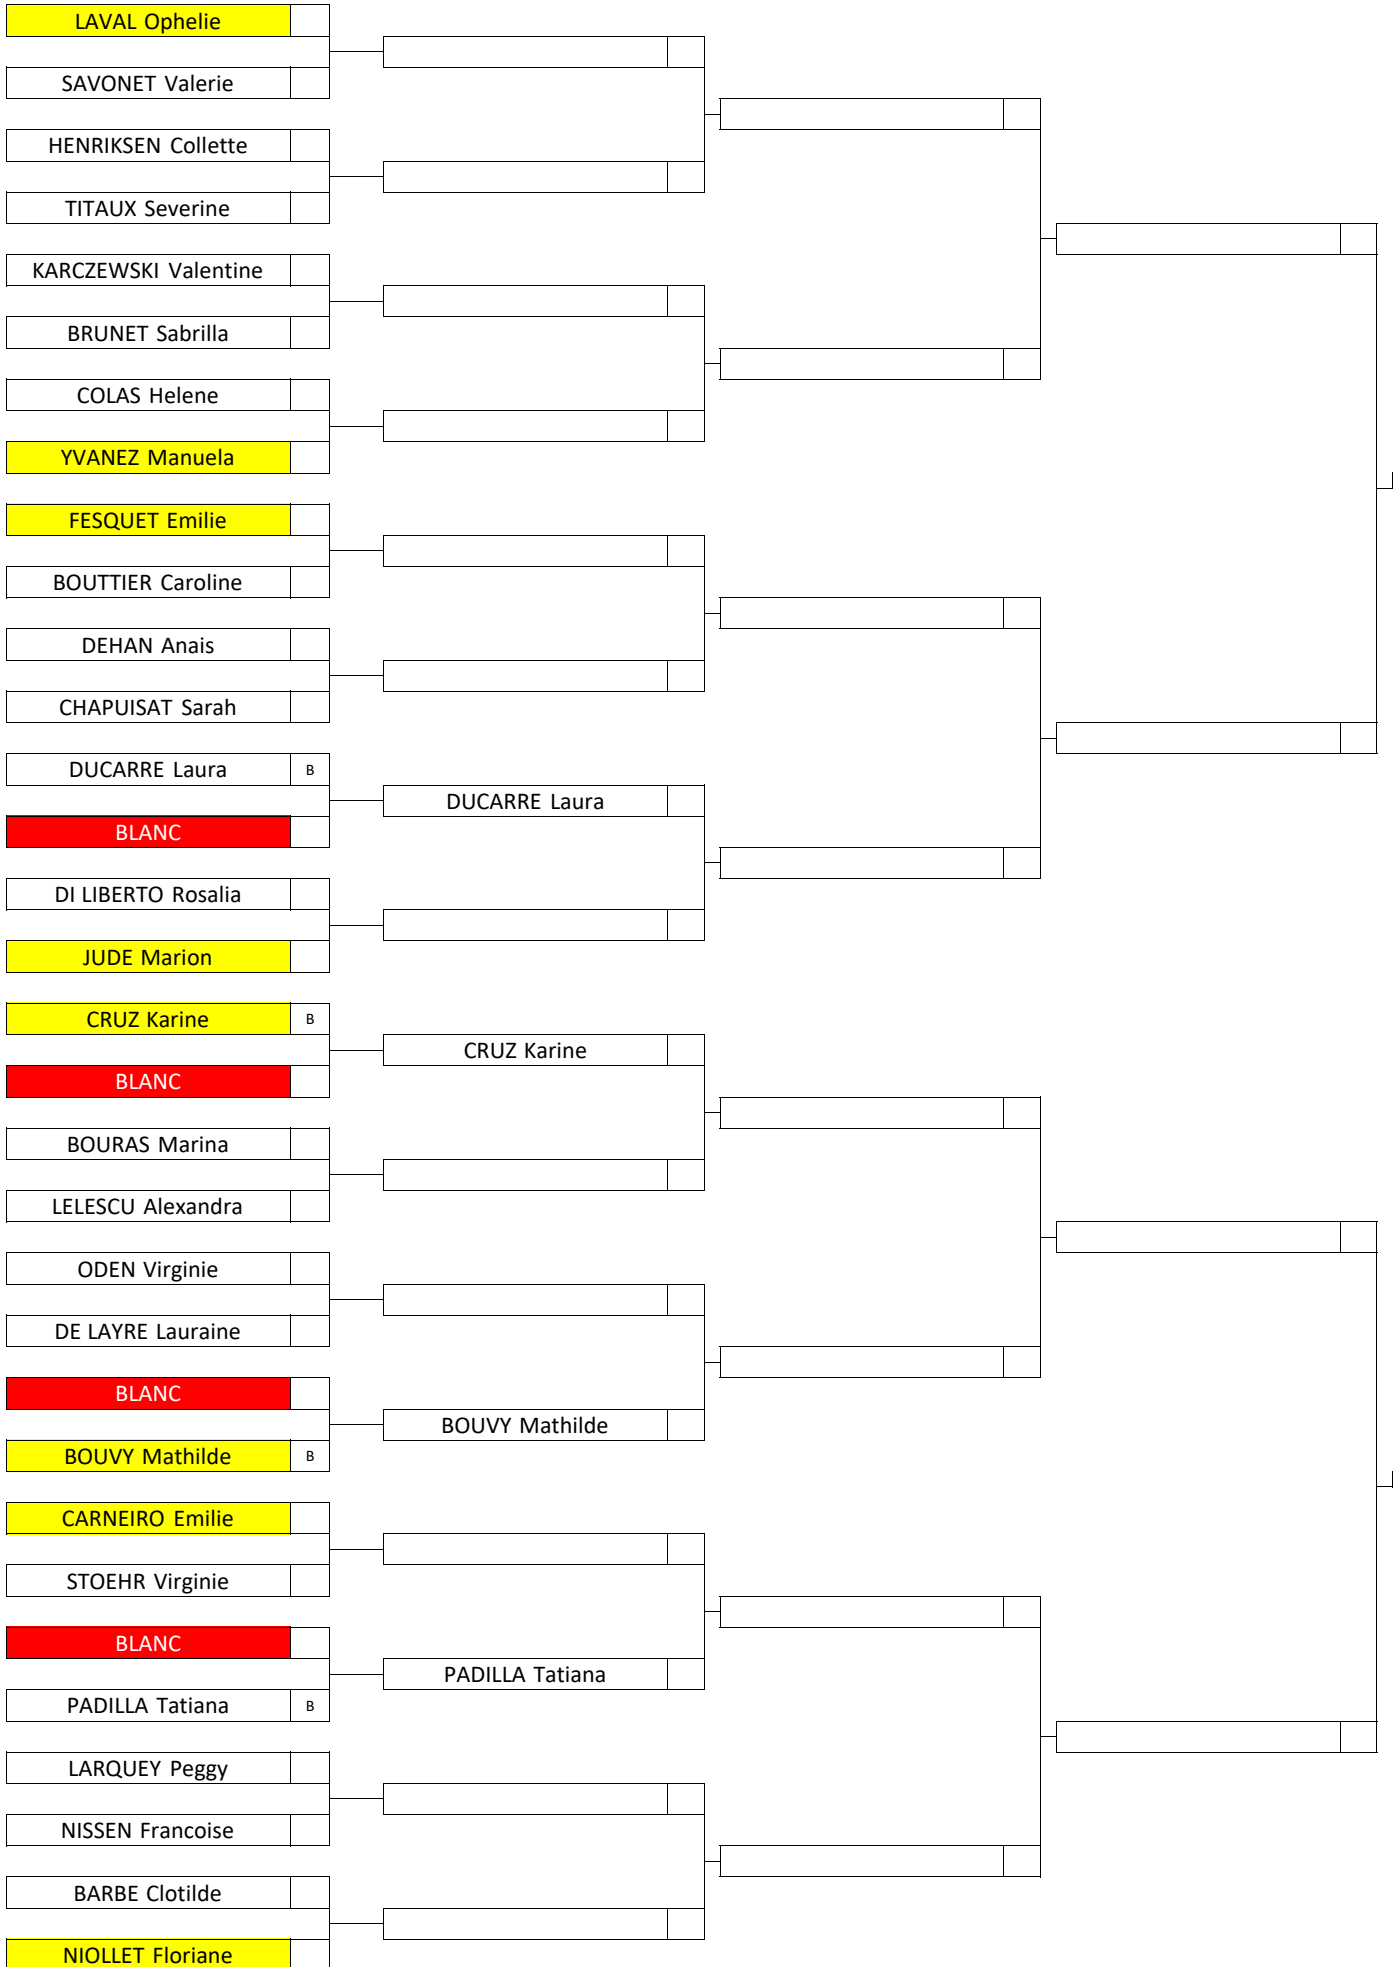 LAVAL Ophelie
SAVONET Valerie
HENRIKSEN Collette
TITAUX Severine
KARCZEWSKI Valentine
BRUNET Sabrilla
COLAS Helene
YVANEZ Manuela
FESQUET Emilie
BOUTTIER Caroline
DEHAN Anais
CHAPUISAT Sarah
DUCARRE Laura B
DUCARRE Laura
BLANC
DI LIBERTO Rosalia
JUDE Marion
CRUZ Karine B
CRUZ Karine
BLANC
BOURAS Marina
LELESCU Alexandra
ODEN Virginie
DE LAYRE Lauraine
BLANC
BOUVY Mathilde
BOUVY Mathilde B
CARNEIRO Emilie
STOEHR Virginie
BLANC
PADILLA Tatiana
PADILLA Tatiana B
LARQUEY Peggy
NISSEN Francoise
BARBE Clotilde
NIOLLET Floriane